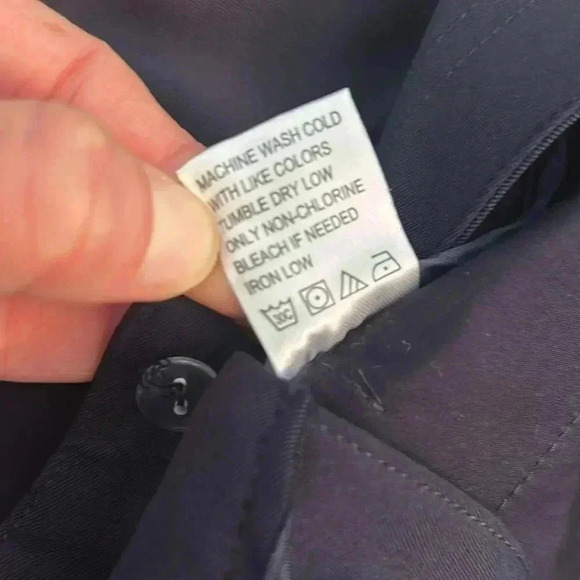 MACHINE WASH COLD
WITH LIKE COLORS
TUMBLE DRY LOW
ONLY NON-CHLORINE
BLEACH IF NEEDED
IRON LOW
30C